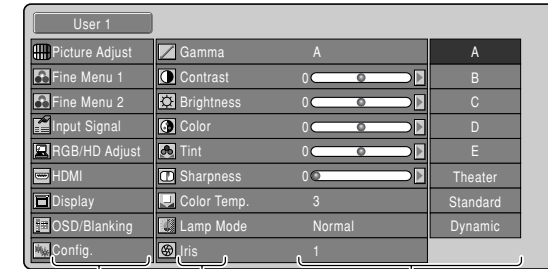 User 1
Picture Adjust Gamma A A
Fine Menu 1 Contrast 0 B
Fine Menu 2 Brightness 0 C
Input Signal Color 0 D
RGB/HD Adjust Tint 0 E
HDMI Sharpness 0 Theater
Display Color Temp. 3 Standard
OSD/Blanking Lamp Mode Normal Dynamic
Config. Iris 1